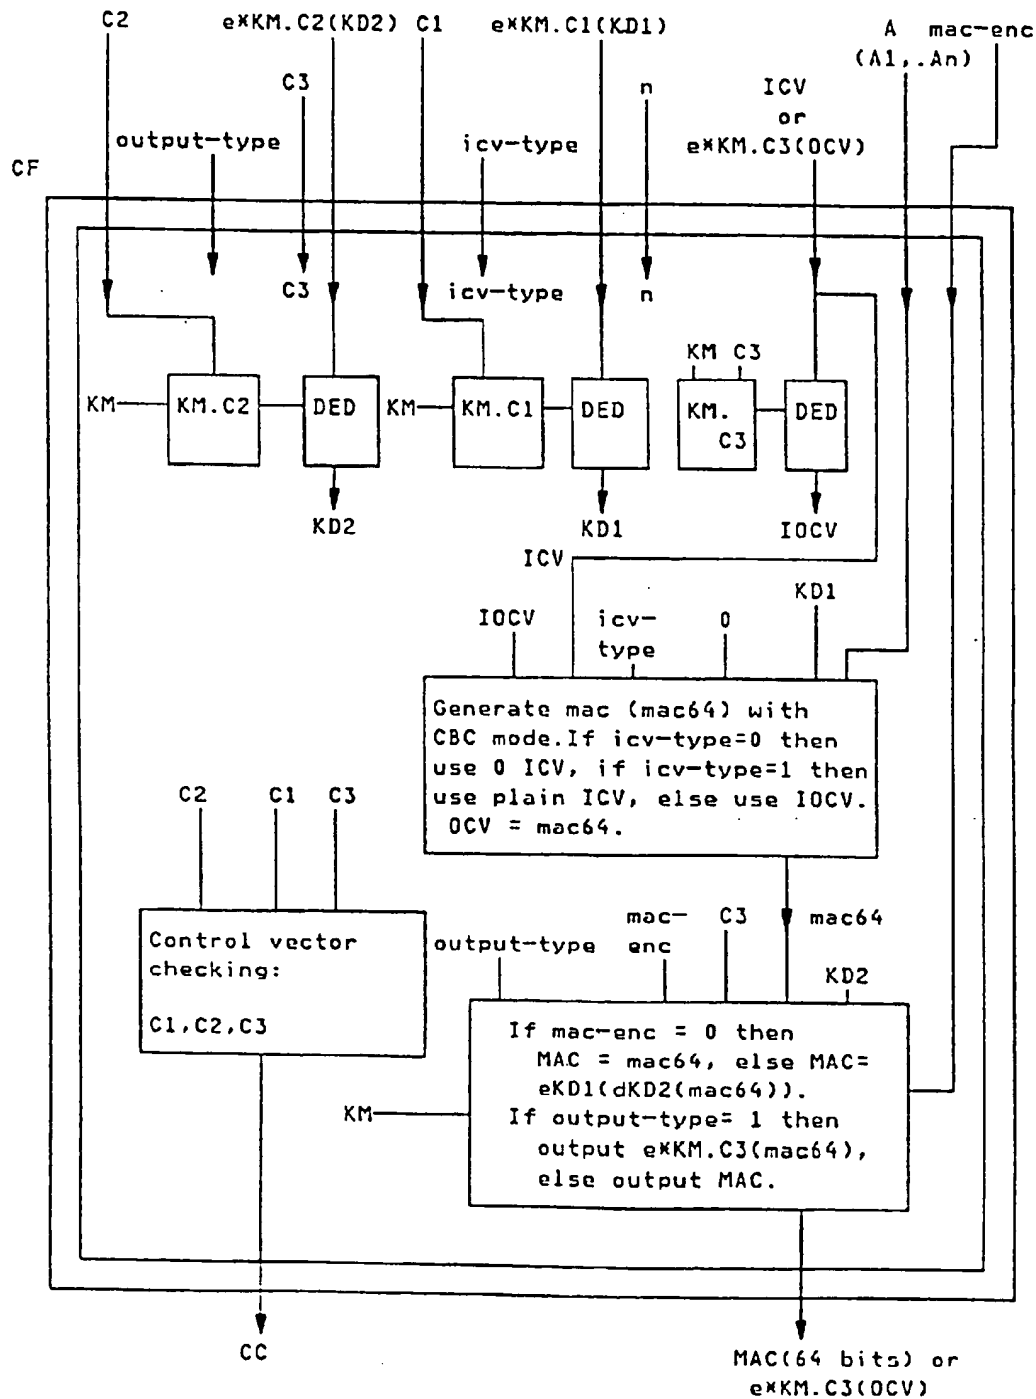 C2
e*KM.C2(KD2)
C1
e*KM.C1(KD1)
A
mac-enc
(A1,.An)
C3
n
ICV
or
e*KM.C3(OCV)
output-type
icv-type
CF
C3
icv-type
n
KM
C3
KM
KM.C2
DED
KM
KM.C1
DED
KM.
C3
DED
KD2
KD1
IOCV
ICV
KD1
IOCV
icv-
type
0
Generate mac (mac64) with
CBC mode.If icv-type=0 then
use 0 ICV, if icv-type=1 then
use plain ICV, else use IOCV.
OCV = mac64.
C2
C1
C3
Control vector
checking:
C1,C2,C3
output-type
mac-
enc
C3
mac64
KD2
If mac-enc = 0 then
MAC = mac64, else MAC=
eKD1(dKD2(mac64)).
If output-type= 1 then
output e*KM.C3(mac64),
else output MAC.
KM
CC
MAC(64 bits) or
e*KM.C3(OCV)